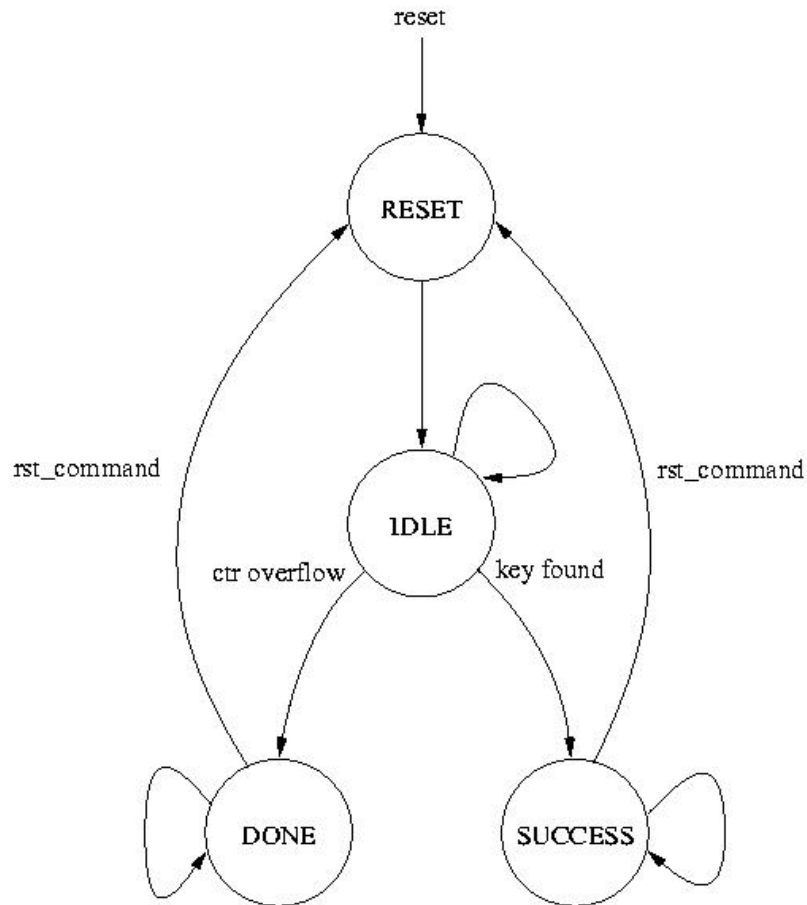 reset
RESET
rst_command
rst_command
IDLE
ctr overflow
key found
DONE
SUCCESS